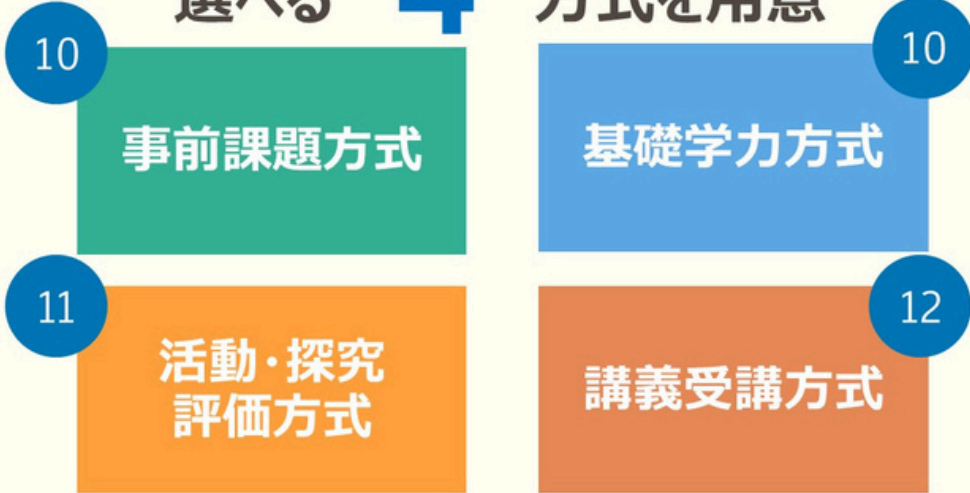 選べる 4 方式を用意
10
事前課題方式
10
基礎学力方式
11
活動・探究
評価方式
12
講義受講方式